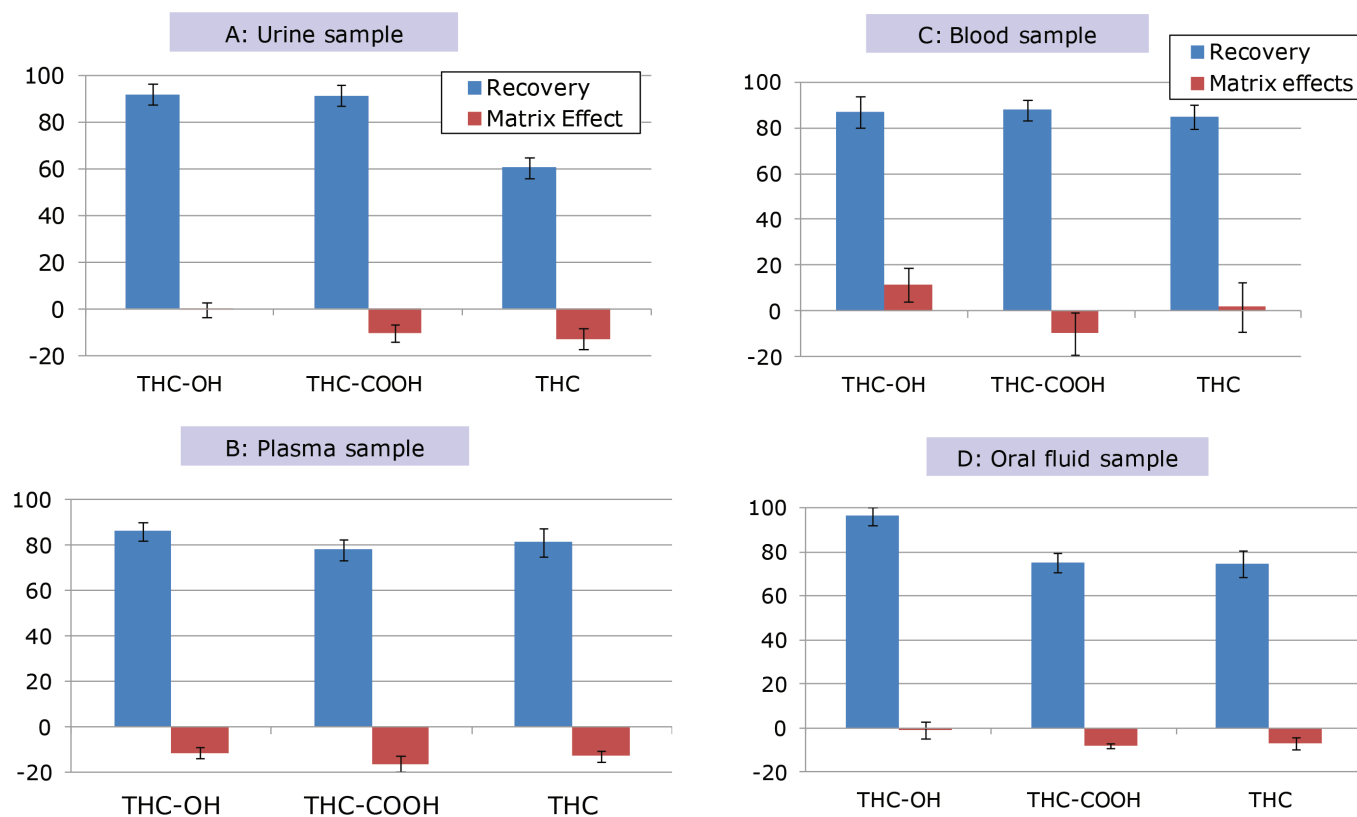 A: Urine sample
Recovery
Matrix Effect
100
80
60
40
20
0
-20
THC-OH THC-COOH THC
C: Blood sample
Recovery
Matrix effects
100
80
60
40
20
0
-20
THC-OH THC-COOH THC
B: Plasma sample
100
80
60
40
20
0
-20
THC-OH THC-COOH THC
D: Oral fluid sample
100
80
60
40
20
0
-20
THC-OH THC-COOH THC